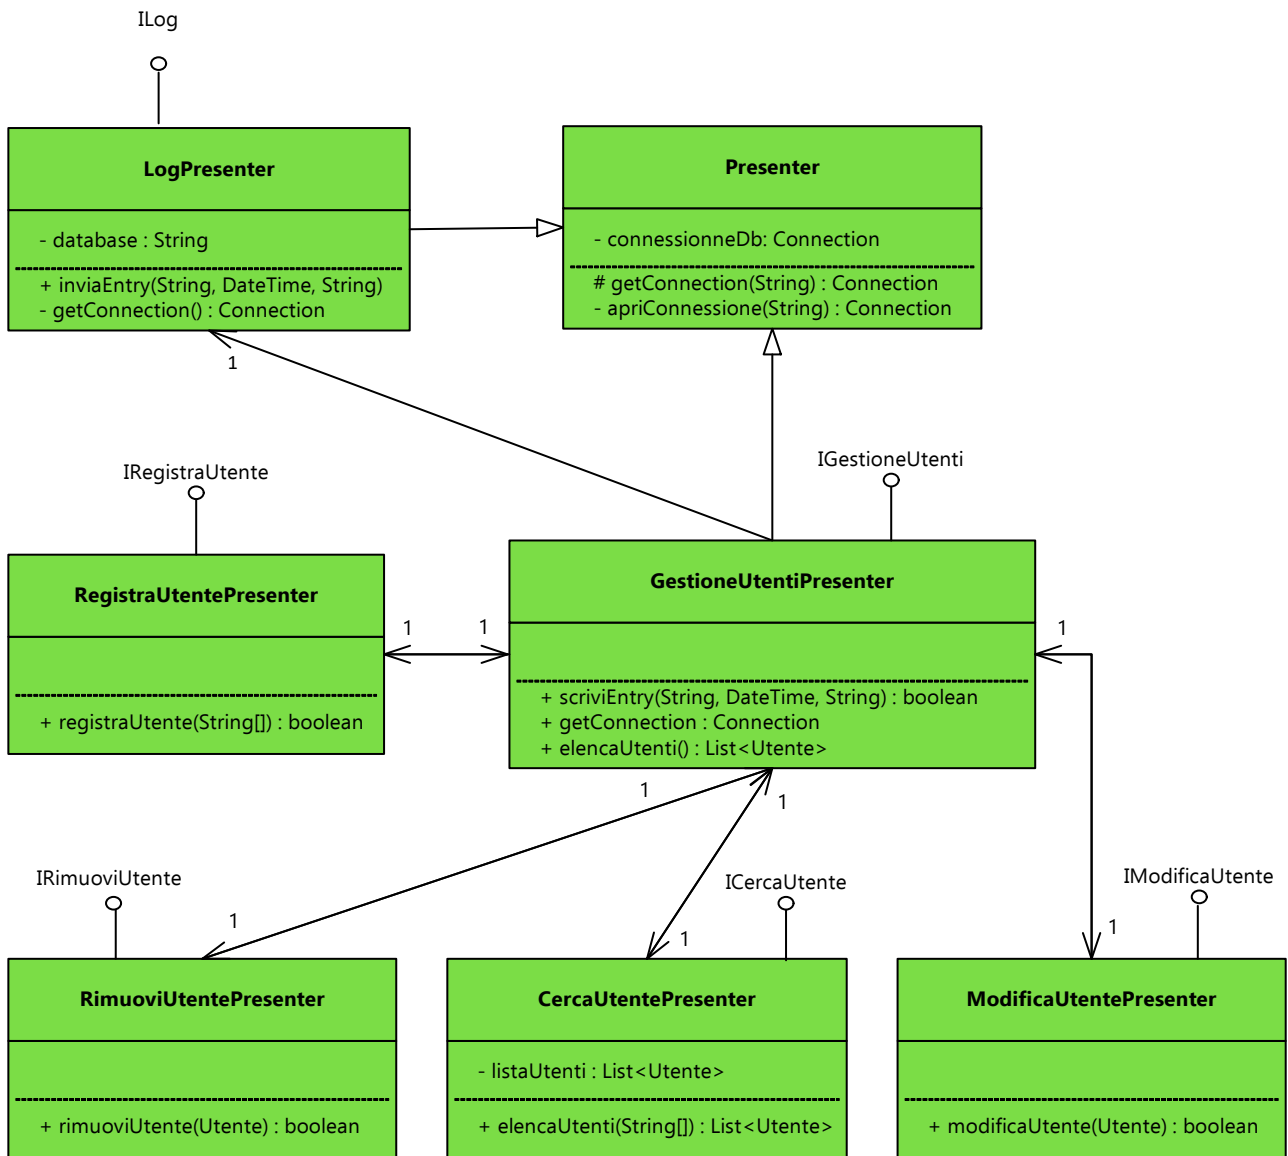 ILog
LogPresenter
- database : String
+ inviaEntry(String, DateTime, String)
- getConnection() : Connection
Presenter
- connessionneDb: Connection
# getConnection(String) : Connection
- apriConnessione(String) : Connection
1
IRegistraUtente
IGestioneUtenti
RegistraUtentePresenter
+ registraUtente(String[]) : boolean
1
1
GestioneUtentiPresenter
+ scriviEntry(String, DateTime, String) : boolean
+ getConnection : Connection
+ elencaUtenti() : List<Utente>
1
1
1
IRimuoviUtente
1
ICercaUtente
1
IModificaUtente
1
RimuoviUtentePresenter
+ rimuoviUtente(Utente) : boolean
CercaUtentePresenter
- listaUtenti : List<Utente>
+ elencaUtenti(String[]) : List<Utente>
ModificaUtentePresenter
+ modificaUtente(Utente) : boolean